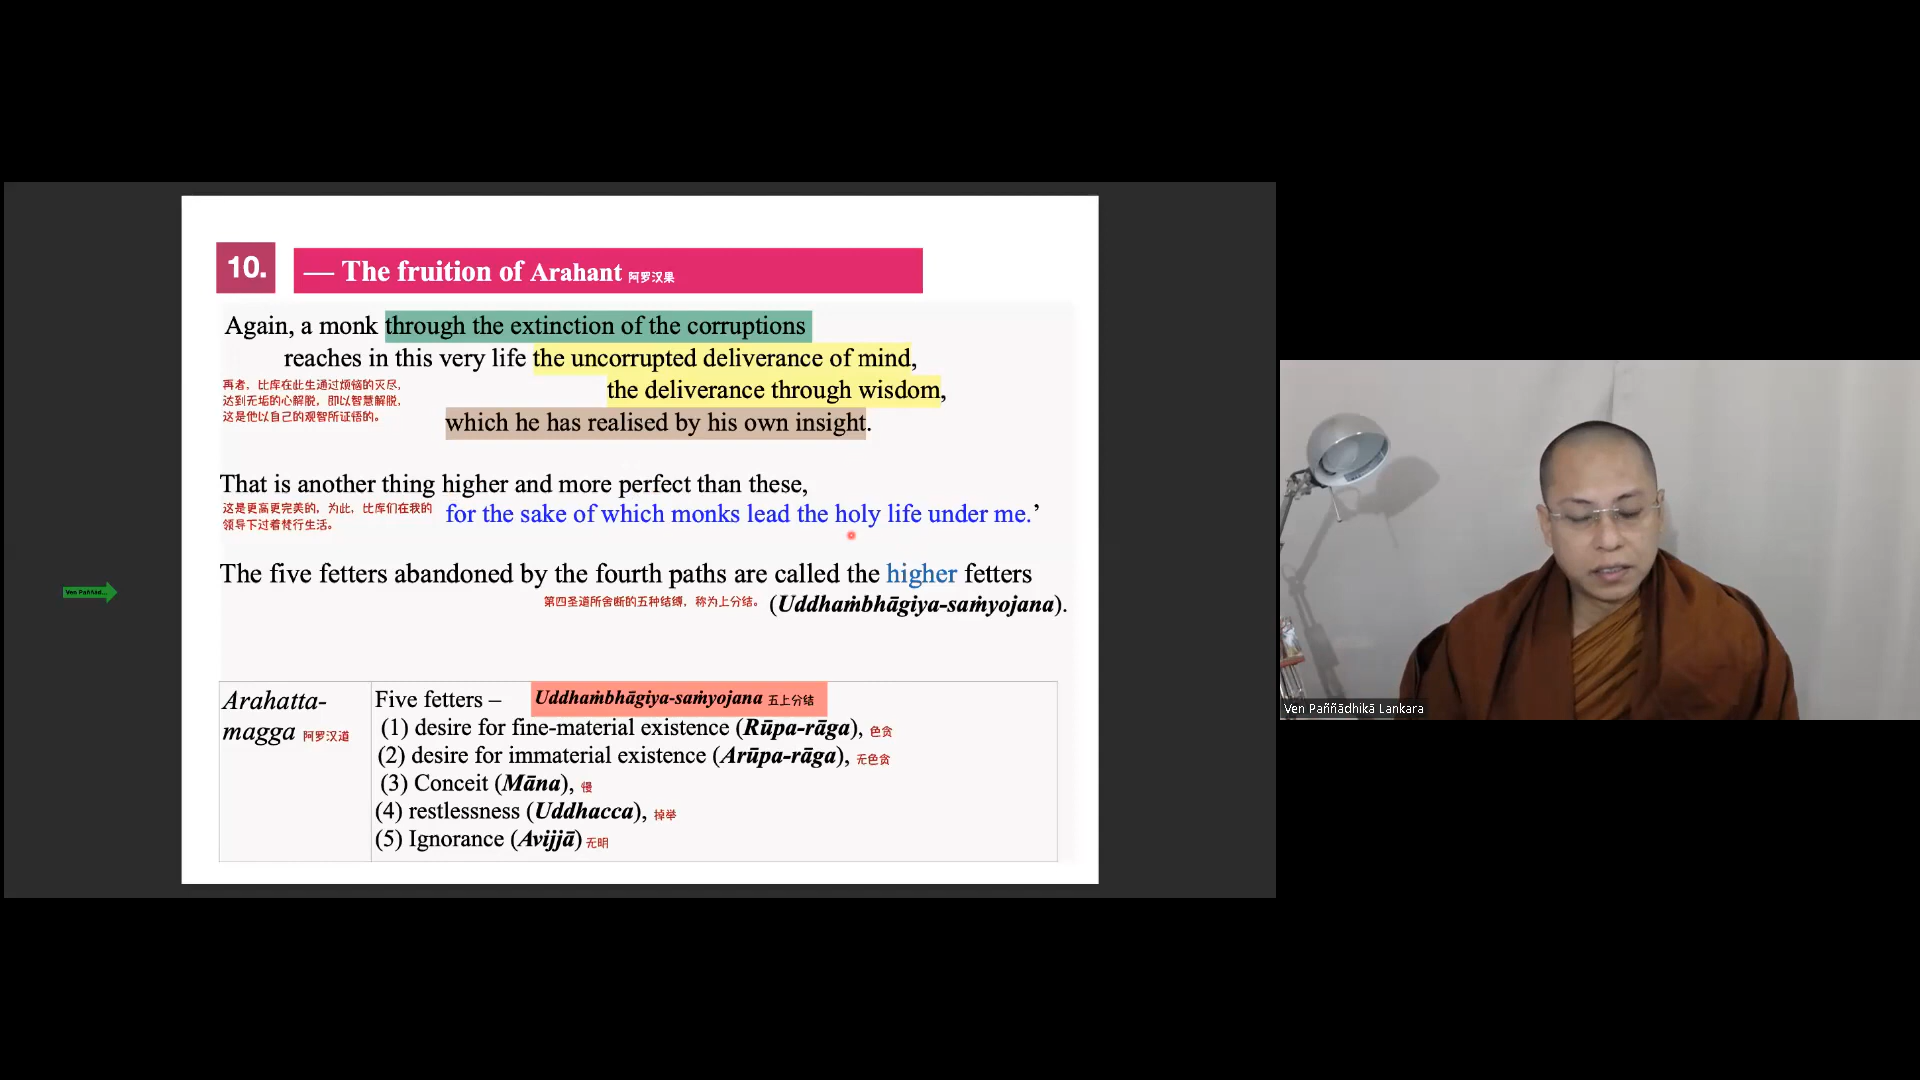 10.
— The fruition of Arahant 阿罗汉果
Again, a monk through the extinction of the corruptions
reaches in this very life the uncorrupted deliverance of mind,
the deliverance through wisdom,
which he has realised by his own insight.
再者，比库在此生通过烦恼的灭尽，
达到无垢的心解脱，即以智慧解脱，
这是他以自己的观智所证悟的。
That is another thing higher and more perfect than these,
for the sake of which monks lead the holy life under me.’
这是更高更完美的，为此，比库们在我的
领导下过着梵行生活。
The five fetters abandoned by the fourth paths are called the higher fetters
第四圣道所舍断的五种结缚，称为上分结。 (Uddhaṁbhāgiya-saṁyojana).
Ven Paññād...
Arahatta-
magga 阿罗汉道
Five fetters – Uddhaṁbhāgiya-saṁyojana 五上分结
(1) desire for fine-material existence (Rūpa-rāga), 色贪
(2) desire for immaterial existence (Arūpa-rāga), 无色贪
(3) Conceit (Māna), 慢
(4) restlessness (Uddhacca), 掉举
(5) Ignorance (Avijjā) 无明
Ven Paññādhikā Lankara